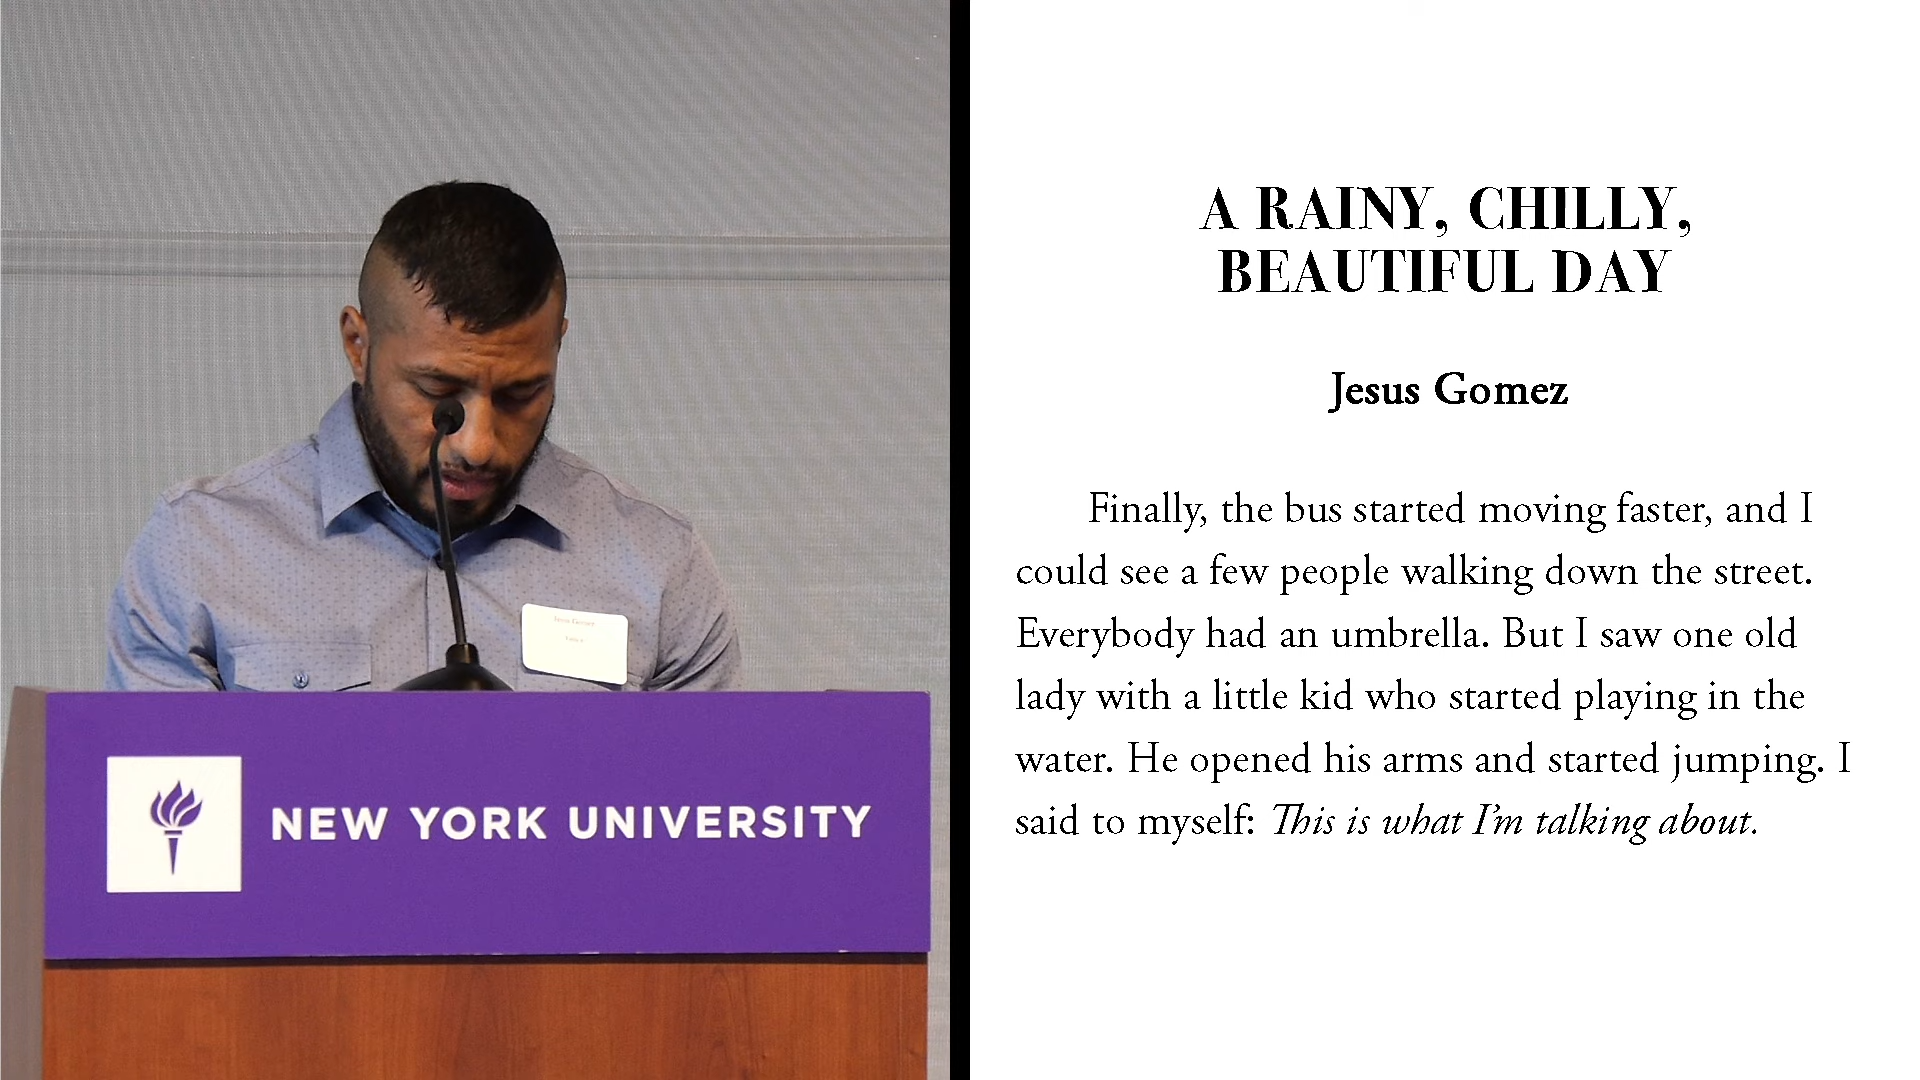 Jesus Gomez
NEW YORK UNIVERSITY
A RAINY, CHILLY,
BEAUTIFUL DAY
Jesus Gomez
Finally, the bus started moving faster, and I
could see a few people walking down the street.
Everybody had an umbrella. But I saw one old
lady with a little kid who started playing in the
water. He opened his arms and started jumping. I
said to myself: This is what I’m talking about.